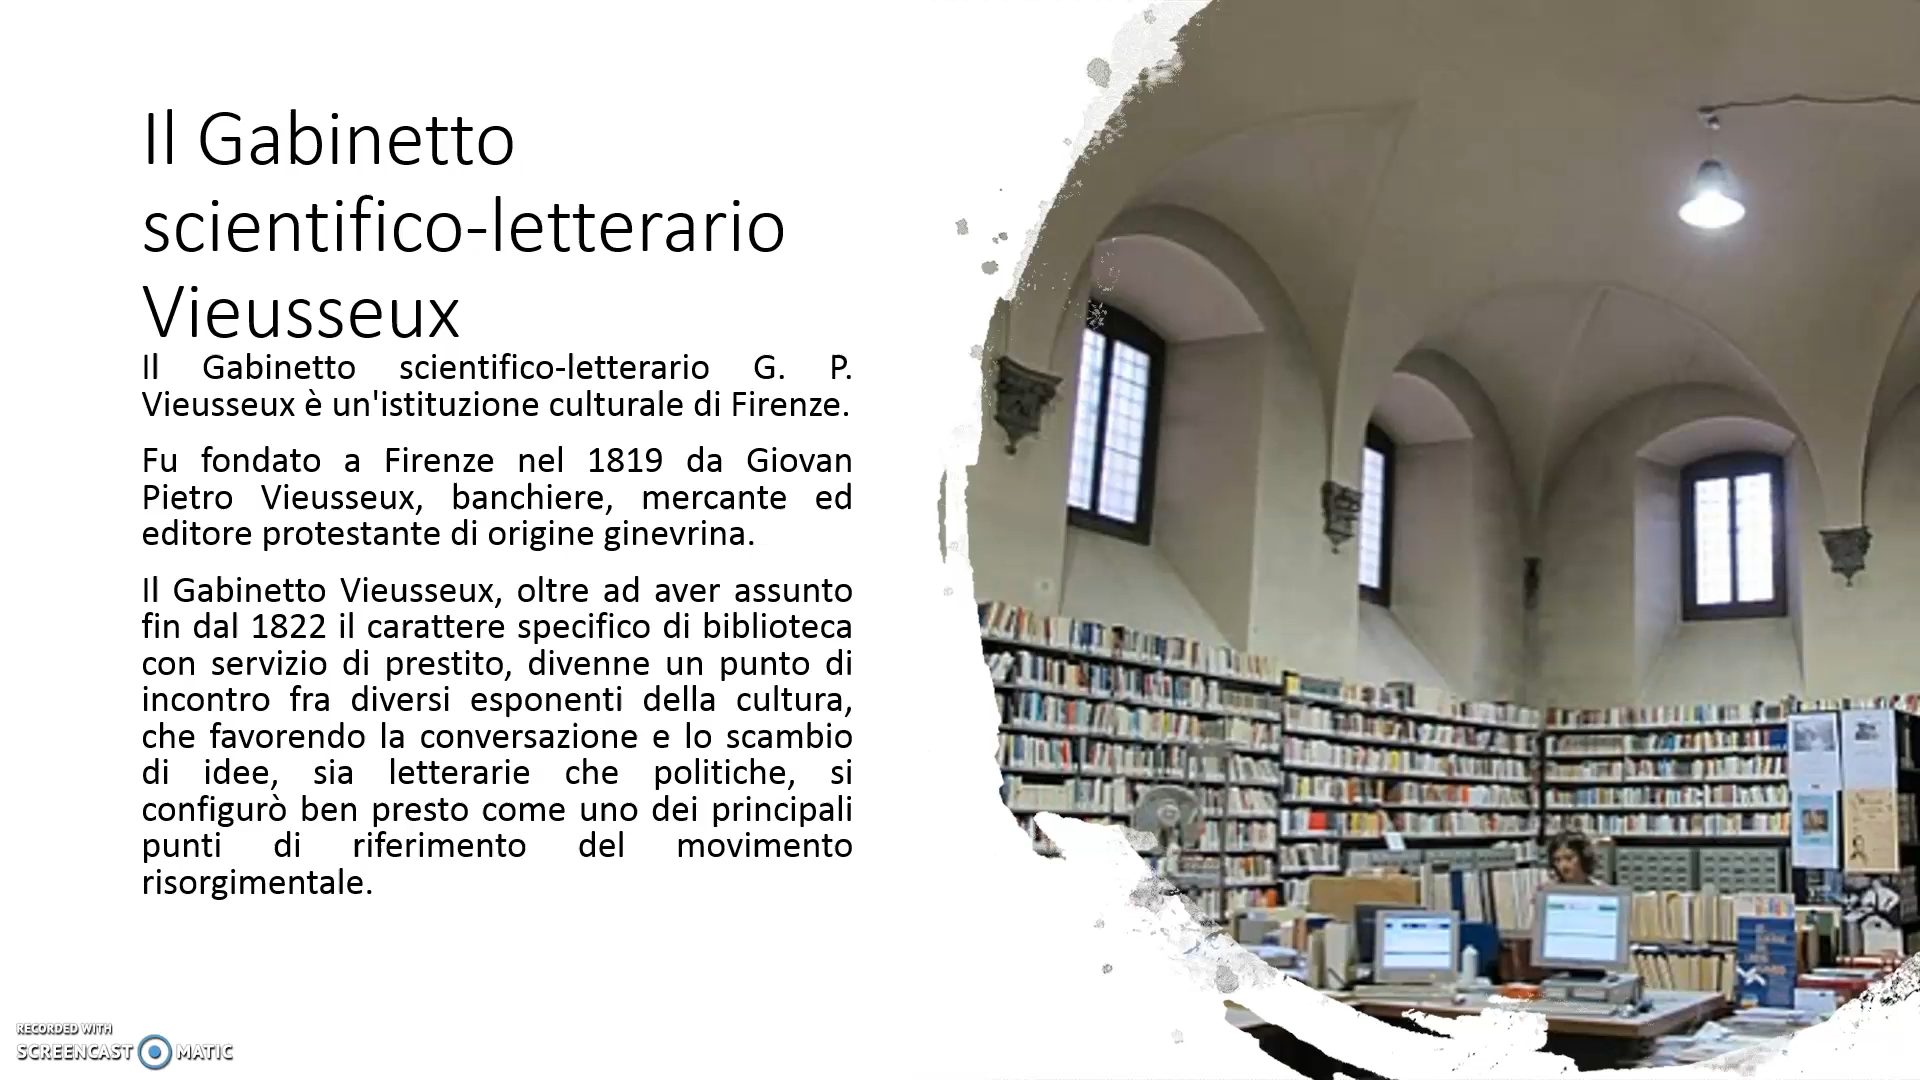 Il Gabinetto
scientifico-letterario
Vieusseux
Il Gabinetto scientifico-letterario G. P.
Vieusseux è un'istituzione culturale di Firenze.
Fu fondato a Firenze nel 1819 da Giovan
Pietro Vieusseux, banchiere, mercante ed
editore protestante di origine ginevrina.
Il Gabinetto Vieusseux, oltre ad aver assunto
fin dal 1822 il carattere specifico di biblioteca
con servizio di prestito, divenne un punto di
incontro fra diversi esponenti della cultura,
che favorendo la conversazione e lo scambio
di idee, sia letterarie che politiche, si
configurò ben presto come uno dei principali
punti di riferimento del movimento
risorgimentale.
RECORDED WITH
SCREENCAST MATIC